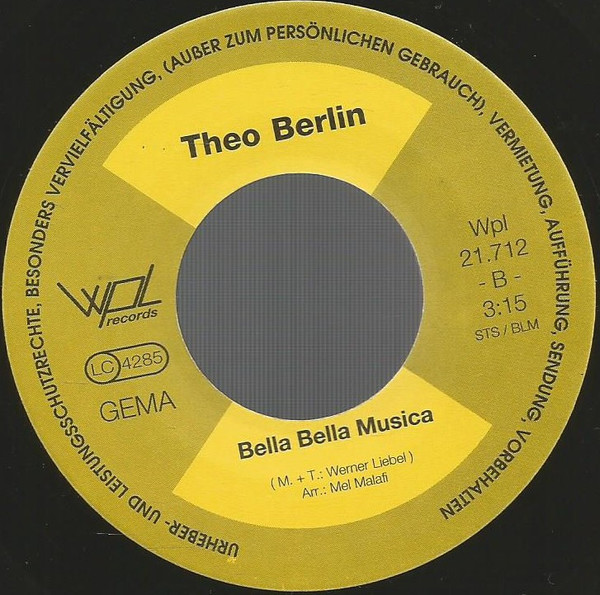 URHEBER- UND LEISTUNGSSCHUTZRECHTE, BESONDERS VERVIELFÄLTIGUNG, (AUßER ZUM PERSÖNLICHEN GEBRAUCH), VERMIETUNG, AUFFÜHRUNG, SENDUNG, VORBEHALTEN
Theo Berlin
WPL
records
LC 4285
GEMA
Wpl
21.712
- B -
3:15
STS / BLM
Bella Bella Musica
( M. + T.: Werner Liebel )
Arr.: Mel Malafi